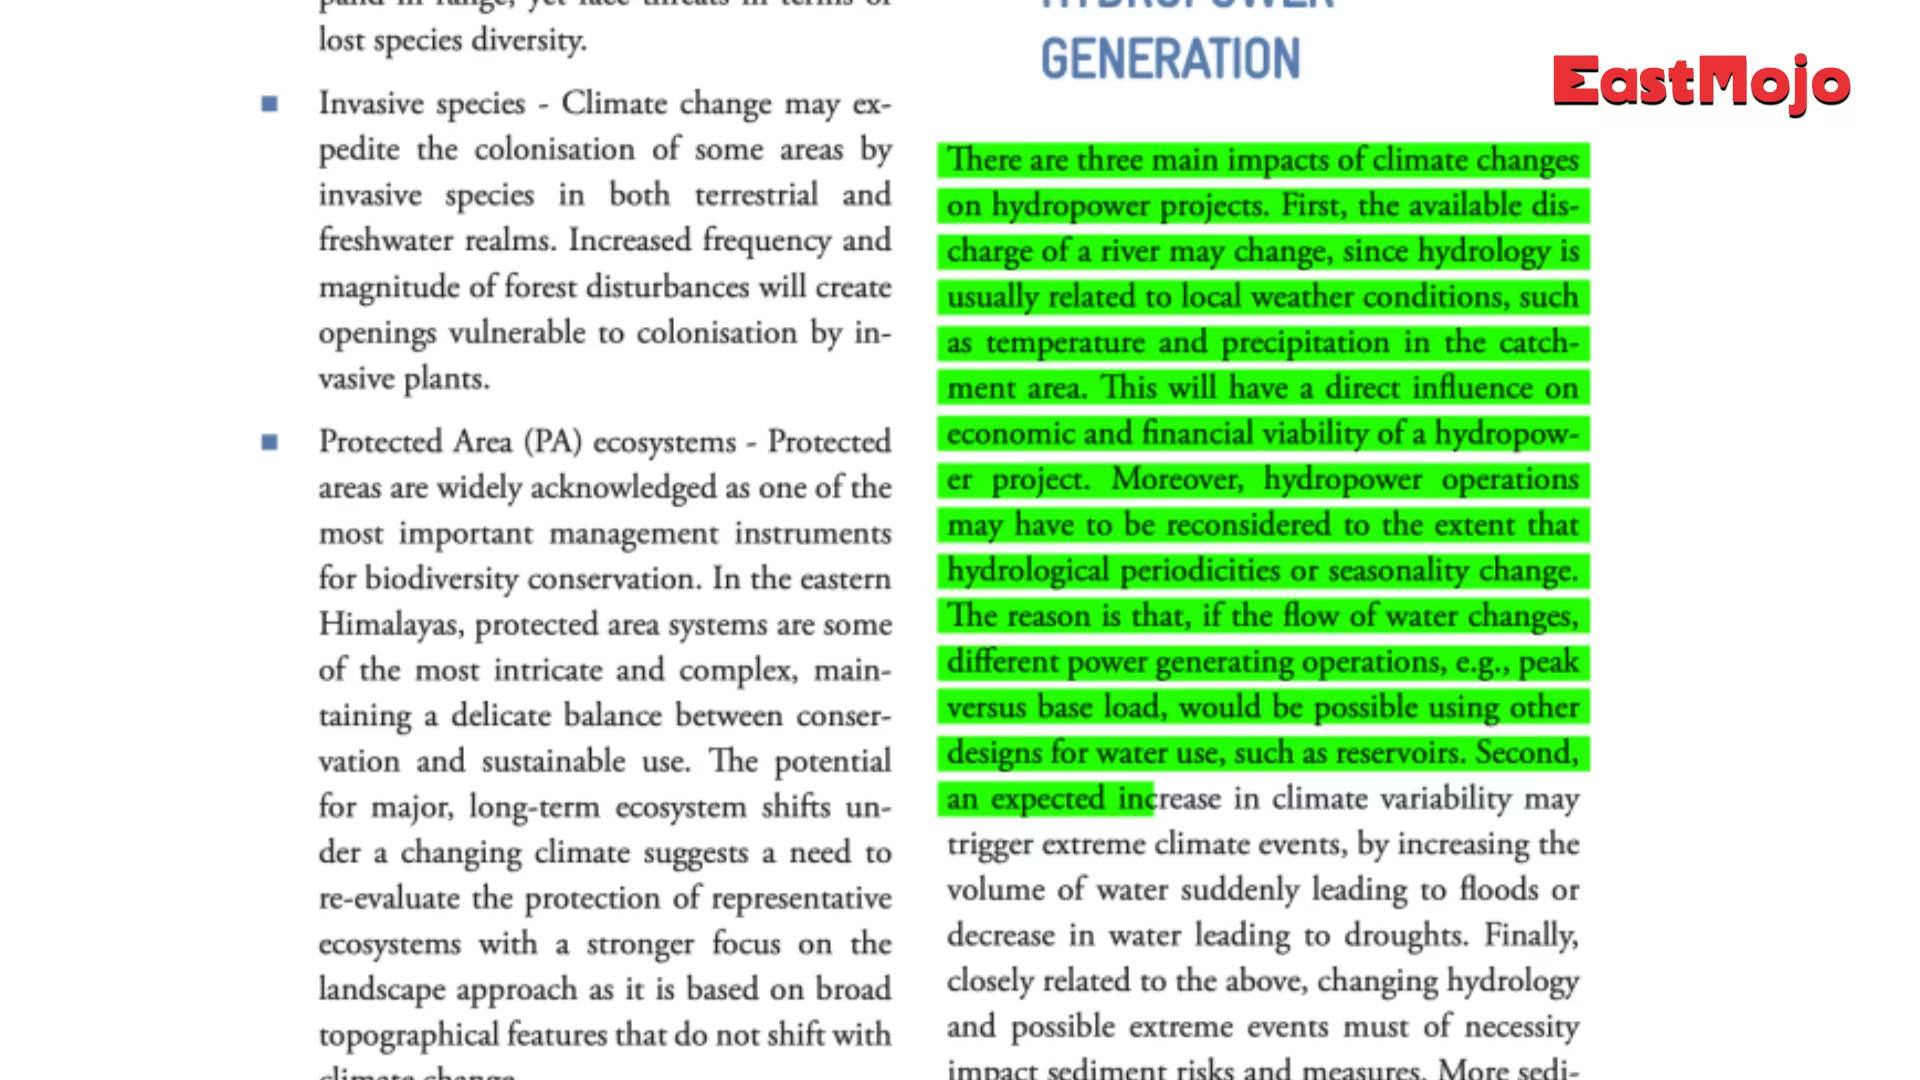 pand in range, yet face threats in terms of
lost species diversity.
Invasive species - Climate change may ex-
pedite the colonisation of some areas by
invasive species in both terrestrial and
freshwater realms. Increased frequency and
magnitude of forest disturbances will create
openings vulnerable to colonisation by in-
vasive plants.
Protected Area (PA) ecosystems - Protected
areas are widely acknowledged as one of the
most important management instruments
for biodiversity conservation. In the eastern
Himalayas, protected area systems are some
of the most intricate and complex, main-
taining a delicate balance between conser-
vation and sustainable use. The potential
for major, long-term ecosystem shifts un-
der a changing climate suggests a need to
re-evaluate the protection of representative
ecosystems with a stronger focus on the
landscape approach as it is based on broad
topographical features that do not shift with
climate change.
HYDROPOWER
GENERATION
There are three main impacts of climate changes
on hydropower projects. First, the available dis-
charge of a river may change, since hydrology is
usually related to local weather conditions, such
as temperature and precipitation in the catch-
ment area. This will have a direct influence on
economic and financial viability of a hydropow-
er project. Moreover, hydropower operations
may have to be reconsidered to the extent that
hydrological periodicities or seasonality change.
The reason is that, if the flow of water changes,
different power generating operations, e.g., peak
versus base load, would be possible using other
designs for water use, such as reservoirs. Second,
an expected increase in climate variability may
trigger extreme climate events, by increasing the
volume of water suddenly leading to floods or
decrease in water leading to droughts. Finally,
closely related to the above, changing hydrology
and possible extreme events must of necessity
impact sediment risks and measures. More sedi-
EastMojo